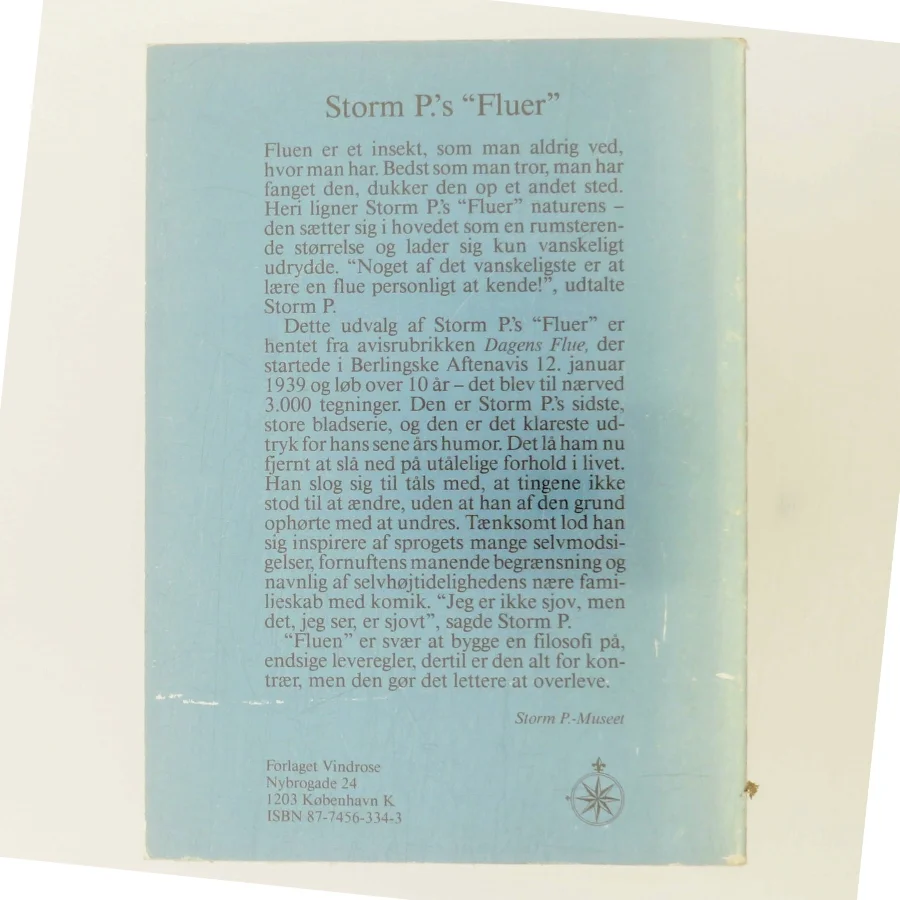 Storm P.'s “Fluer”
Fluen er et insekt, som man aldrig ved,
hvor man har. Bedst som man tror, man har
fanget den, dukker den op et andet sted.
Heri ligner Storm P.'s “Fluer” naturens –
den sætter sig i hovedet som en rumsteren-
de størrelse og lader sig kun vanskeligt
udrydde. “Noget af det vanskeligste er at
lære en flue personligt at kende!”, udtalte
Storm P.
Dette udvalg af Storm P.'s “Fluer” er
hentet fra avisrubrikken Dagens Flue, der
startede i Berlingske Aftenavis 12. januar
1939 og løb over 10 år – det blev til nærved
3.000 tegninger. Den er Storm P.'s sidste,
store bladserie, og den er det klareste ud-
tryk for hans sene års humor. Det lå ham nu
fjernt at slå ned på utålelige forhold i livet.
Han slog sig til tåls med, at tingene ikke
stod til at ændre, uden at han af den grund
ophørte med at undres. Tænksomt lod han
sig inspirere af sprogets mange selvmodsi-
gelser, fornuftens manende begrænsning og
navnlig af selvhøjtidelighedens nære fami-
lieskab med komik. “Jeg er ikke sjov, men
det, jeg ser, er sjovt”, sagde Storm P.
“Fluen” er svær at bygge en filosofi på,
endsige leveregler, dertil er den alt for kon-
trær, men den gør det lettere at overleve.
Storm P.-Museet
Forlaget Vindrose
Nybrogade 24
1203 København K
ISBN 87-7456-334-3